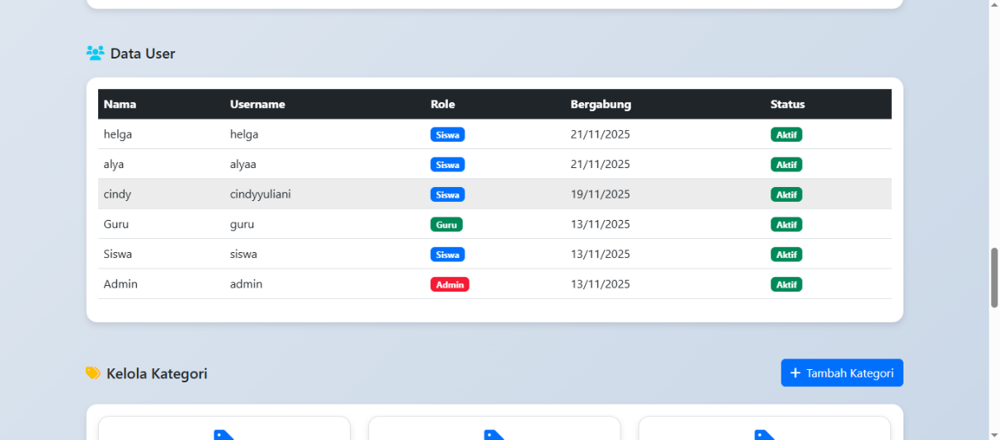 Data User
Nama Username Role Bergabung Status
helga helga Siswa 21/11/2025 Aktif
alya alyaa Siswa 21/11/2025 Aktif
cindy cindyyuliani Siswa 19/11/2025 Aktif
Guru guru Guru 13/11/2025 Aktif
Siswa siswa Siswa 13/11/2025 Aktif
Admin admin Admin 13/11/2025 Aktif
Kelola Kategori
+ Tambah Kategori